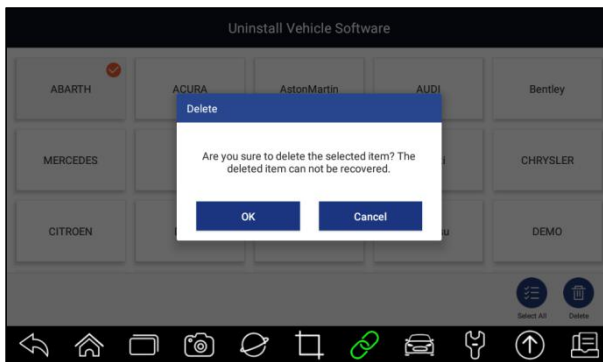 Uninstall Vehicle Software
ABARTH
ACURA
AstonMartin
AUDI
Bentley
Delete
Are you sure to delete the selected item? The
deleted item can not be recovered.
OK
Cancel
MERCEDES
CHRYSLER
CITROEN
DEMO
Select All
Delete